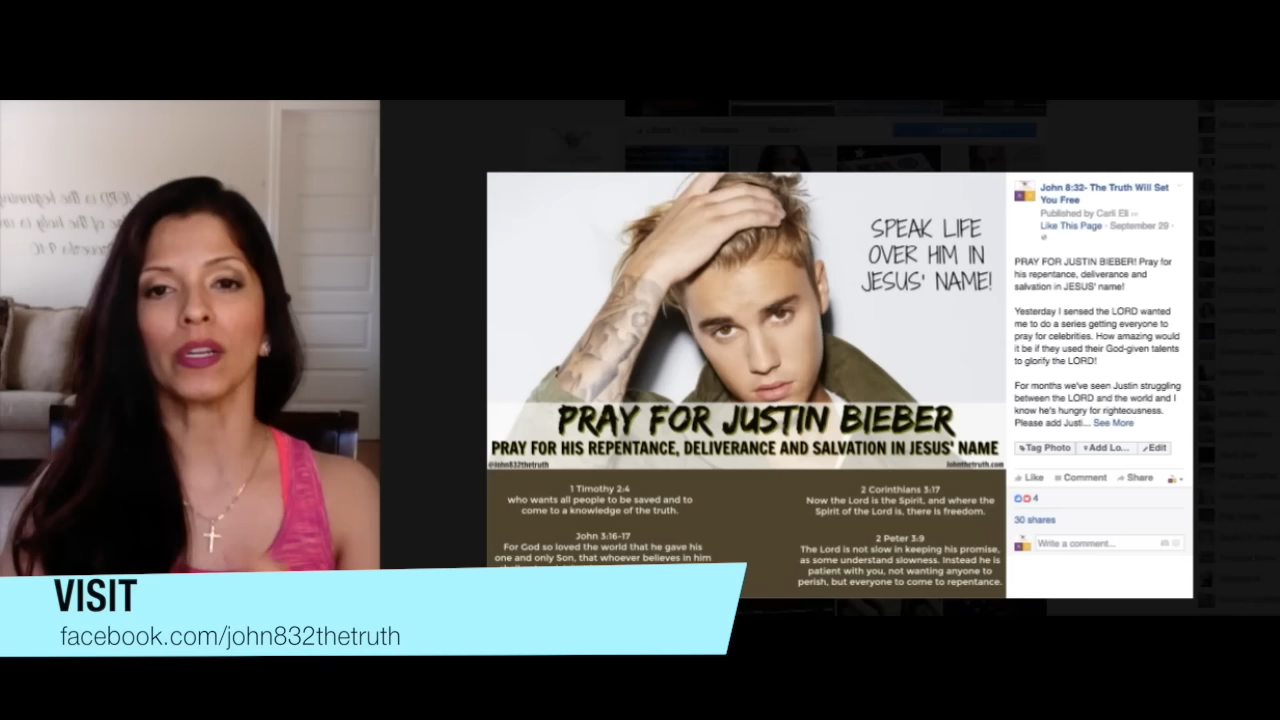 SPEAK LIFE
OVER HIM IN
JESUS' NAME!
PRAY FOR JUSTIN BIEBER
PRAY FOR HIS REPENTANCE, DELIVERANCE AND SALVATION IN JESUS' NAME
@john832thetruth
johnthetruth.com
1 Timothy 2:4
who wants all people to be saved and to
come to a knowledge of the truth.
John 3:16-17
For God so loved the world that he gave his
one and only Son, that whoever believes in him
2 Corinthians 3:17
Now the Lord is the Spirit, and where the
Spirit of the Lord is, there is freedom.
2 Peter 3:9
The Lord is not slow in keeping his promise,
as some understand slowness. Instead he is
patient with you, not wanting anyone to
perish, but everyone to come to repentance.
John 8:32- The Truth Will Set
You Free
Published by Carli Eli
Like This Page · September 29 ·
PRAY FOR JUSTIN BIEBER! Pray for
his repentance, deliverance and
salvation in JESUS' name!
Yesterday I sensed the LORD wanted
me to do a series getting everyone to
pray for celebrities. How amazing would
it be if they used their God-given talents
to glorify the LORD!
For months we've seen Justin struggling
between the LORD and the world and I
know he's hungry for righteousness.
Please add Justi... See More
Tag Photo Add Lo... Edit
Like Comment Share
4
30 shares
Write a comment...
VISIT
facebook.com/john832thetruth